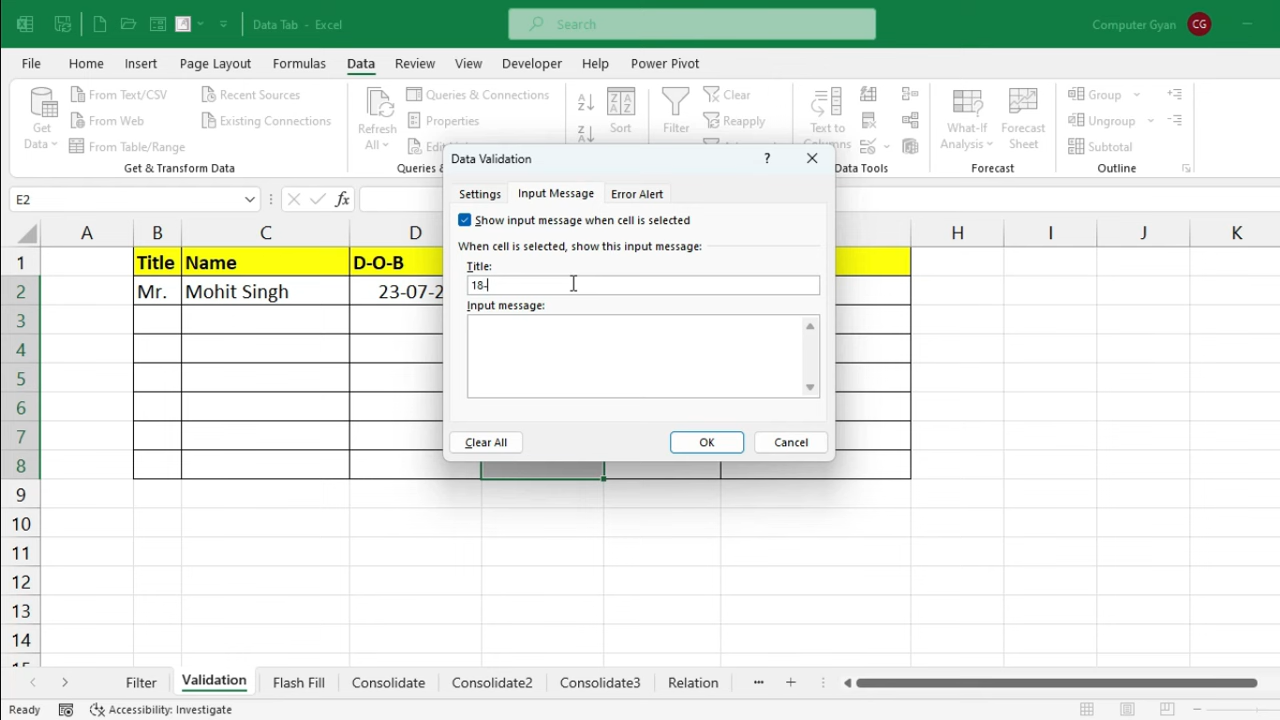 Data Tab - Excel
Search
Computer Gyan
CG
File
Home
Insert
Page Layout
Formulas
Data
Review
View
Developer
Help
Power Pivot
Get
Data
From Text/CSV
From Web
From Table/Range
Recent Sources
Existing Connections
Get & Transform Data
Refresh
All
Queries & Connections
Properties
Sort
Filter
Clear
Reapply
Text to
Data Tools
What-If
Analysis
Forecast
Sheet
Forecast
Group
Ungroup
Subtotal
Outline
E2
fx
Data Validation
?
Settings
Input Message
Error Alert
Show input message when cell is selected
When cell is selected, show this input message:
Title:
18-
Input message:
Clear All
OK
Cancel
A
B
C
D
H
I
J
K
1
Title
Name
D-O-B
2
Mr.
Mohit Singh
23-07-2
3
4
5
6
7
8
9
10
11
12
13
14
Filter
Validation
Flash Fill
Consolidate
Consolidate2
Consolidate3
Relation
Ready
Accessibility: Investigate